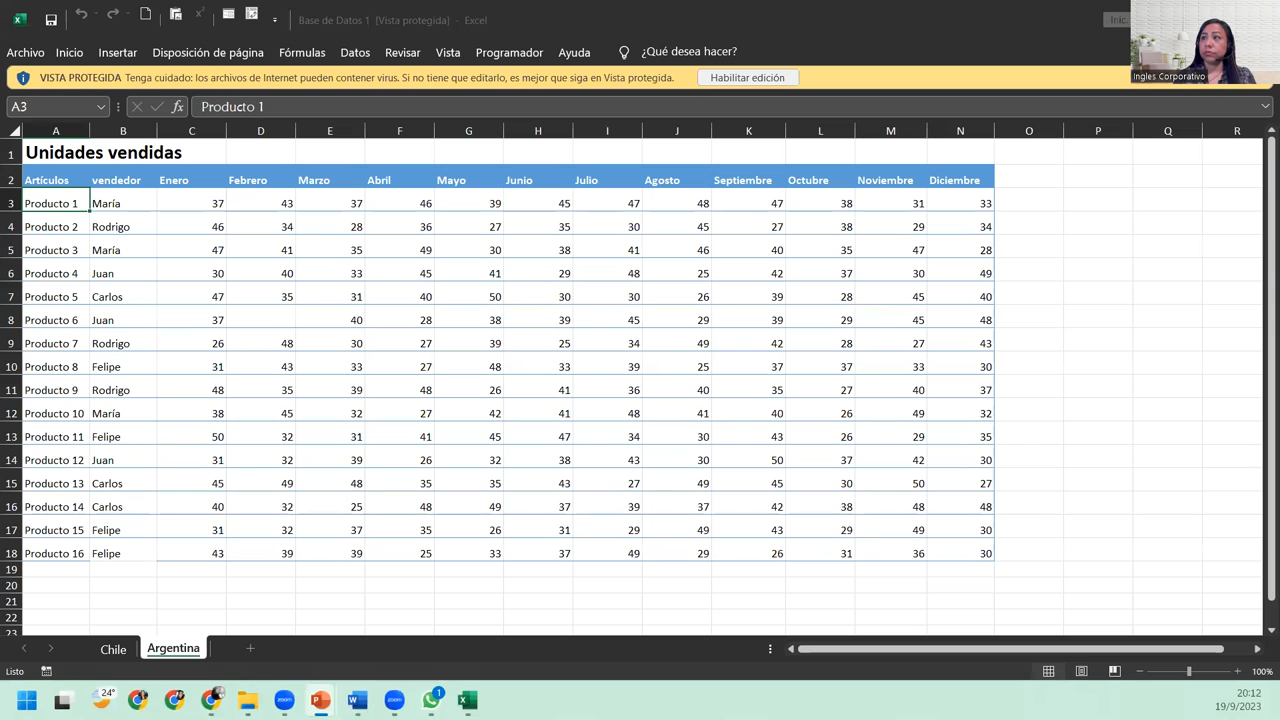 Base de Datos 1 [Vista protegida] - Excel
Inic
Archivo Inicio Insertar Disposición de página Fórmulas Datos Revisar Vista Programador Ayuda ¿Qué desea hacer?
Ingles Corporativo
VISTA PROTEGIDA Tenga cuidado: los archivos de Internet pueden contener virus. Si no tiene que editarlo, es mejor que siga en Vista protegida. Habilitar edición
A3 fx Producto 1
A B C D E F G H I J K L M N O P Q R
1 Unidades vendidas
2 Artículos vendedor Enero Febrero Marzo Abril Mayo Junio Julio Agosto Septiembre Octubre Noviembre Diciembre
3 Producto 1 María 37 43 37 46 39 45 47 48 47 38 31 33
4 Producto 2 Rodrigo 46 34 28 36 27 35 30 45 27 38 29 34
5 Producto 3 María 47 41 35 49 30 38 41 46 40 35 47 28
6 Producto 4 Juan 30 40 33 45 41 29 48 25 42 37 30 49
7 Producto 5 Carlos 47 35 31 40 50 30 30 26 39 28 45 40
8 Producto 6 Juan 37 40 28 38 39 45 29 39 29 45 48
9 Producto 7 Rodrigo 26 48 30 27 39 25 34 49 42 28 27 43
10 Producto 8 Felipe 31 43 33 27 48 33 39 25 37 37 33 30
11 Producto 9 Rodrigo 48 35 39 48 26 41 36 40 35 27 40 37
12 Producto 10 María 38 45 32 27 42 41 48 41 40 26 49 32
13 Producto 11 Felipe 50 32 31 41 45 47 34 30 43 26 29 35
14 Producto 12 Juan 31 32 39 26 32 38 43 30 50 37 42 30
15 Producto 13 Carlos 45 49 48 35 35 43 27 49 45 30 50 27
16 Producto 14 Carlos 40 32 25 48 49 37 39 37 42 38 48 48
17 Producto 15 Felipe 31 32 37 35 26 31 29 49 43 29 49 30
18 Producto 16 Felipe 43 39 39 25 33 37 49 29 26 31 36 30
19
20
21
22
23
Chile Argentina
Listo 100%
24° 1 20:12
19/9/2023